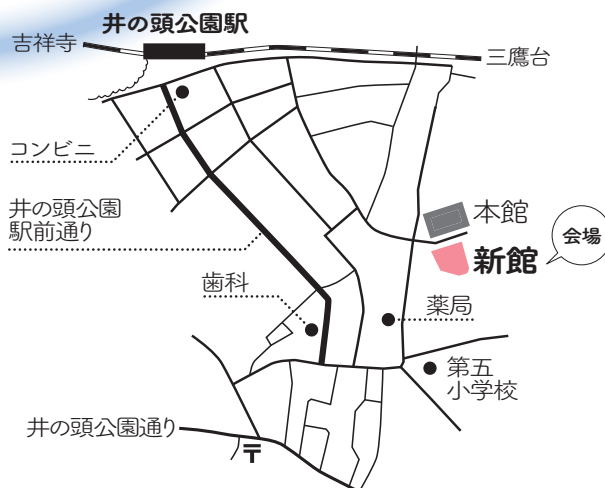 井の頭公園駅
吉祥寺
三鷹台
コンビニ
井の頭公園
駅前通り
本館
新館
会場
歯科
薬局
第五
小学校
井の頭公園通り
〒